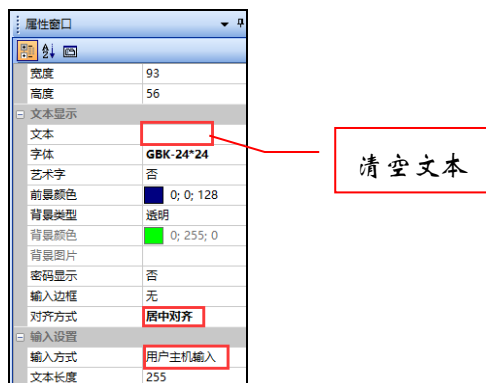 属性窗口
宽度 93
高度 56
文本显示
文本
字体 GBK-24*24
艺术字 否
前景颜色 0; 0; 128
背景类型 透明
背景颜色 0; 255; 0
背景图片
密码显示 否
输入边框 无
对齐方式 居中对齐
输入设置
输入方式 用户主机输入
文本长度 255
清空文本